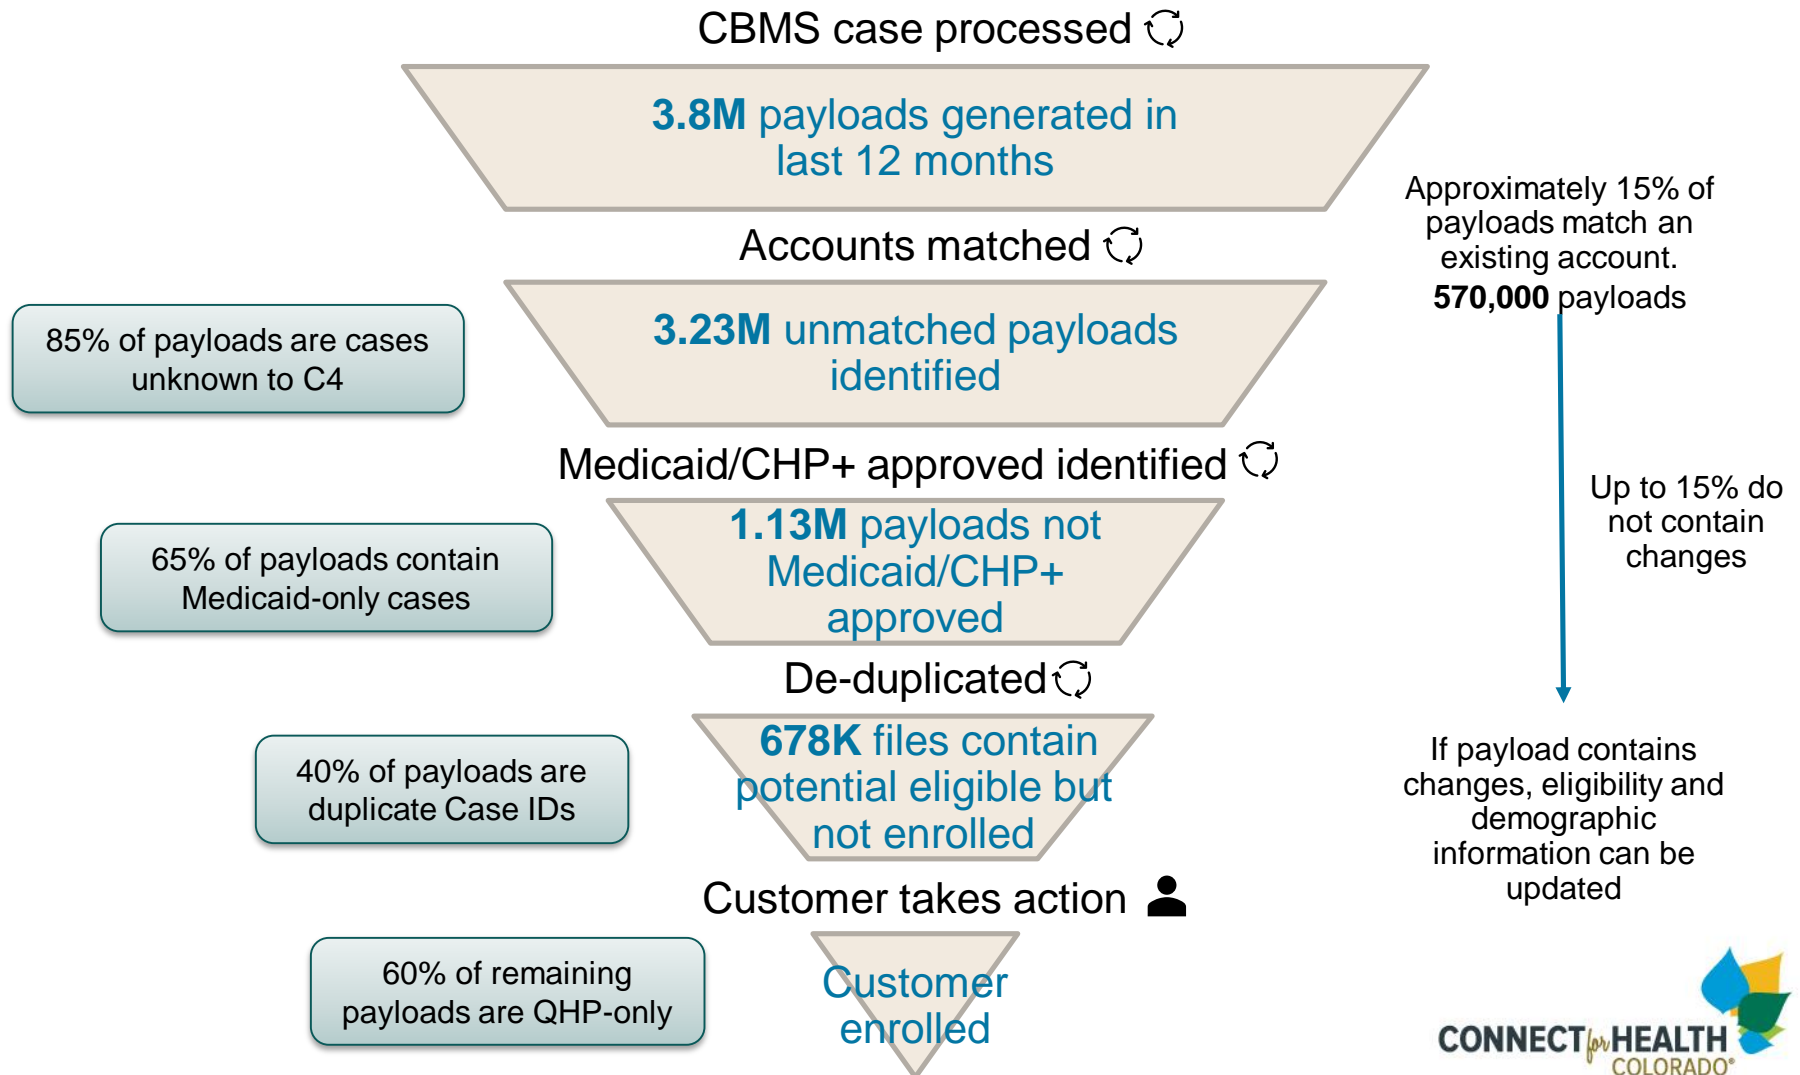 CBMS case processed
3.8M payloads generated in
last 12 months
Accounts matched
3.23M unmatched payloads
identified
85% of payloads are cases
unknown to C4
Medicaid/CHP+ approved identified
1.13M payloads not
Medicaid/CHP+
approved
65% of payloads contain
Medicaid-only cases
De-duplicated
678K files contain
potential eligible but
not enrolled
40% of payloads are
duplicate Case IDs
Customer takes action
Customer
enrolled
60% of remaining
payloads are QHP-only
Approximately 15% of
payloads match an
existing account.
570,000 payloads
Up to 15% do
not contain
changes
If payload contains
changes, eligibility and
demographic
information can be
updated
CONNECT for HEALTH
COLORADO®